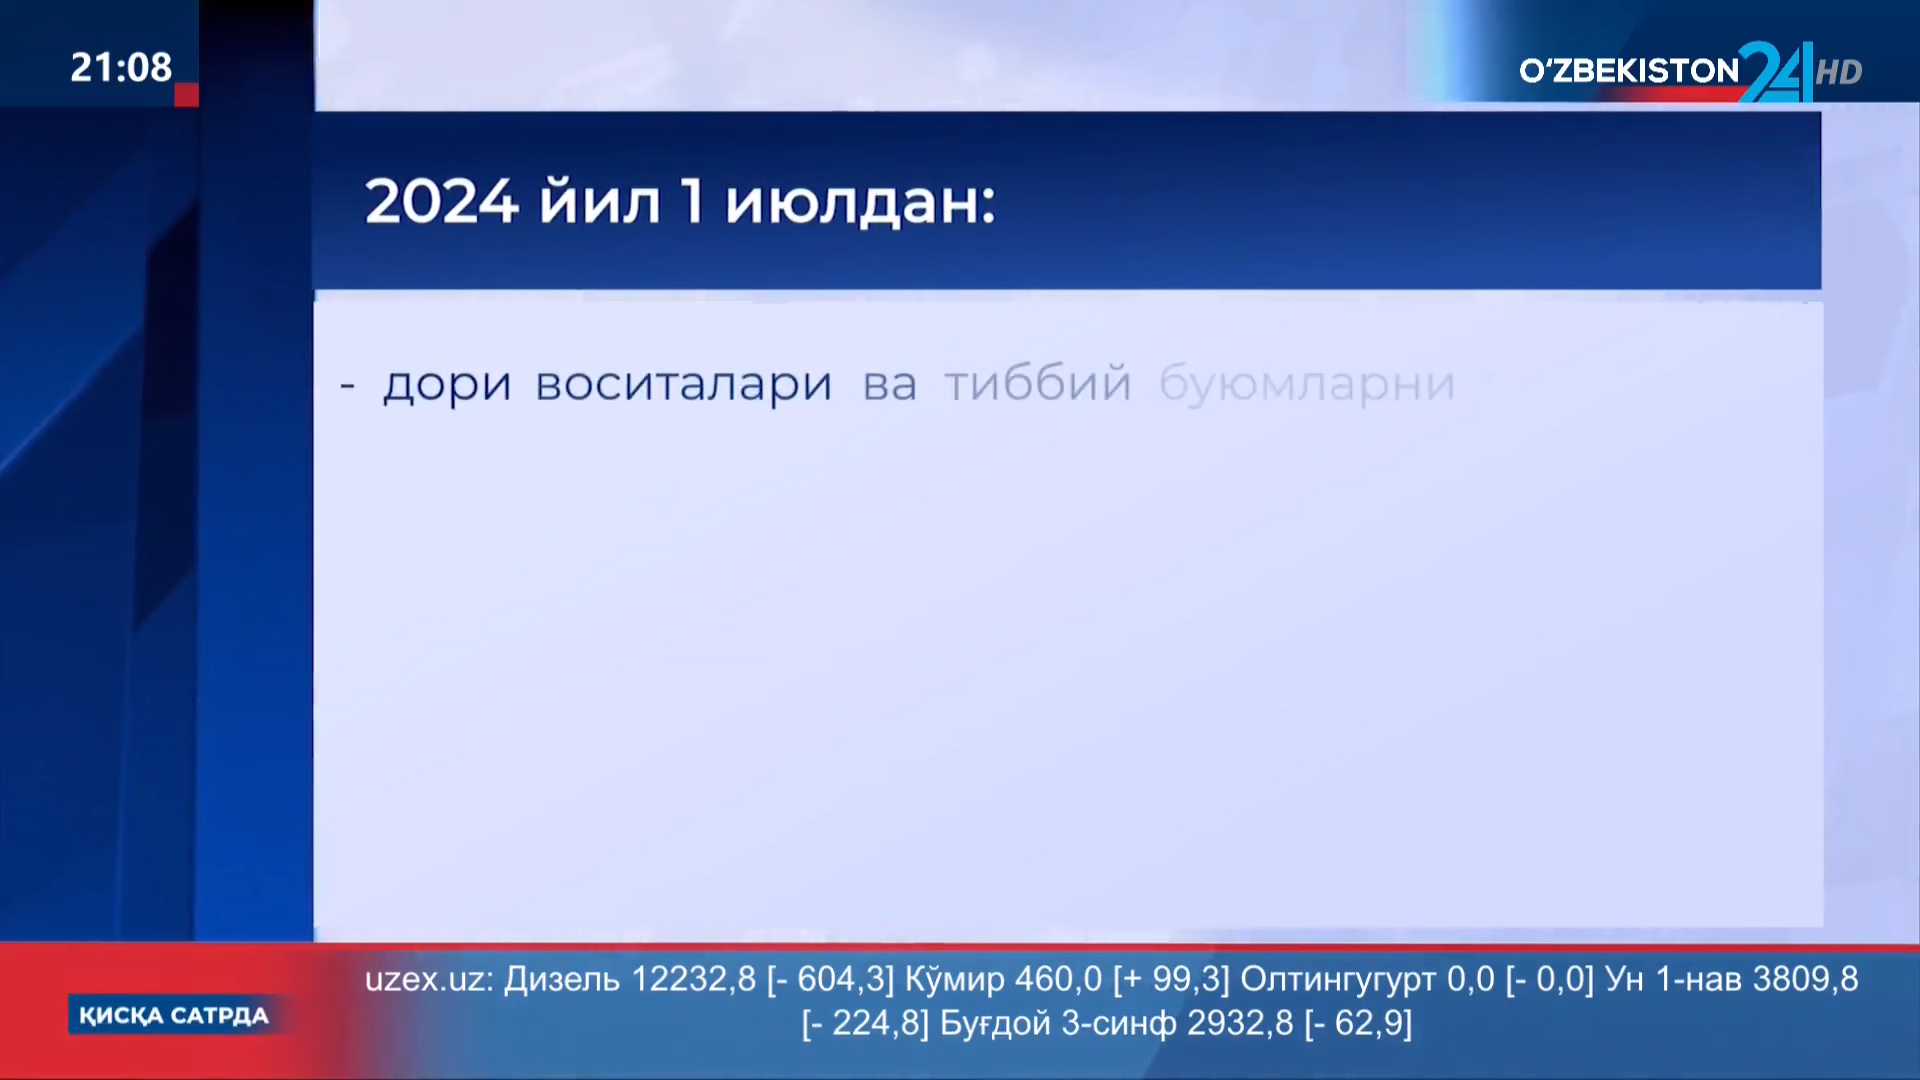 21:08
O‘ZBEKISTON 24 HD
2024 йил 1 июлдан:
- дори воситалари ва тиббий буюмларни
ҚИСҚА САТРДА
uzex.uz: Дизель 12232,8 [- 604,3] Кўмир 460,0 [+ 99,3] Олтингугурт 0,0 [- 0,0] Ун 1-нав 3809,8
[- 224,8] Буғдой 3-синф 2932,8 [- 62,9]